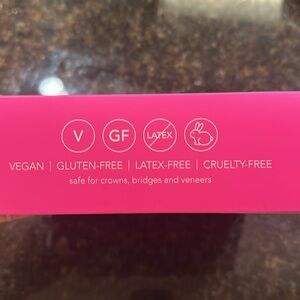 V GF LATEX
VEGAN | GLUTEN-FREE | LATEX-FREE | CRUELTY-FREE
safe for crowns, bridges and veneers